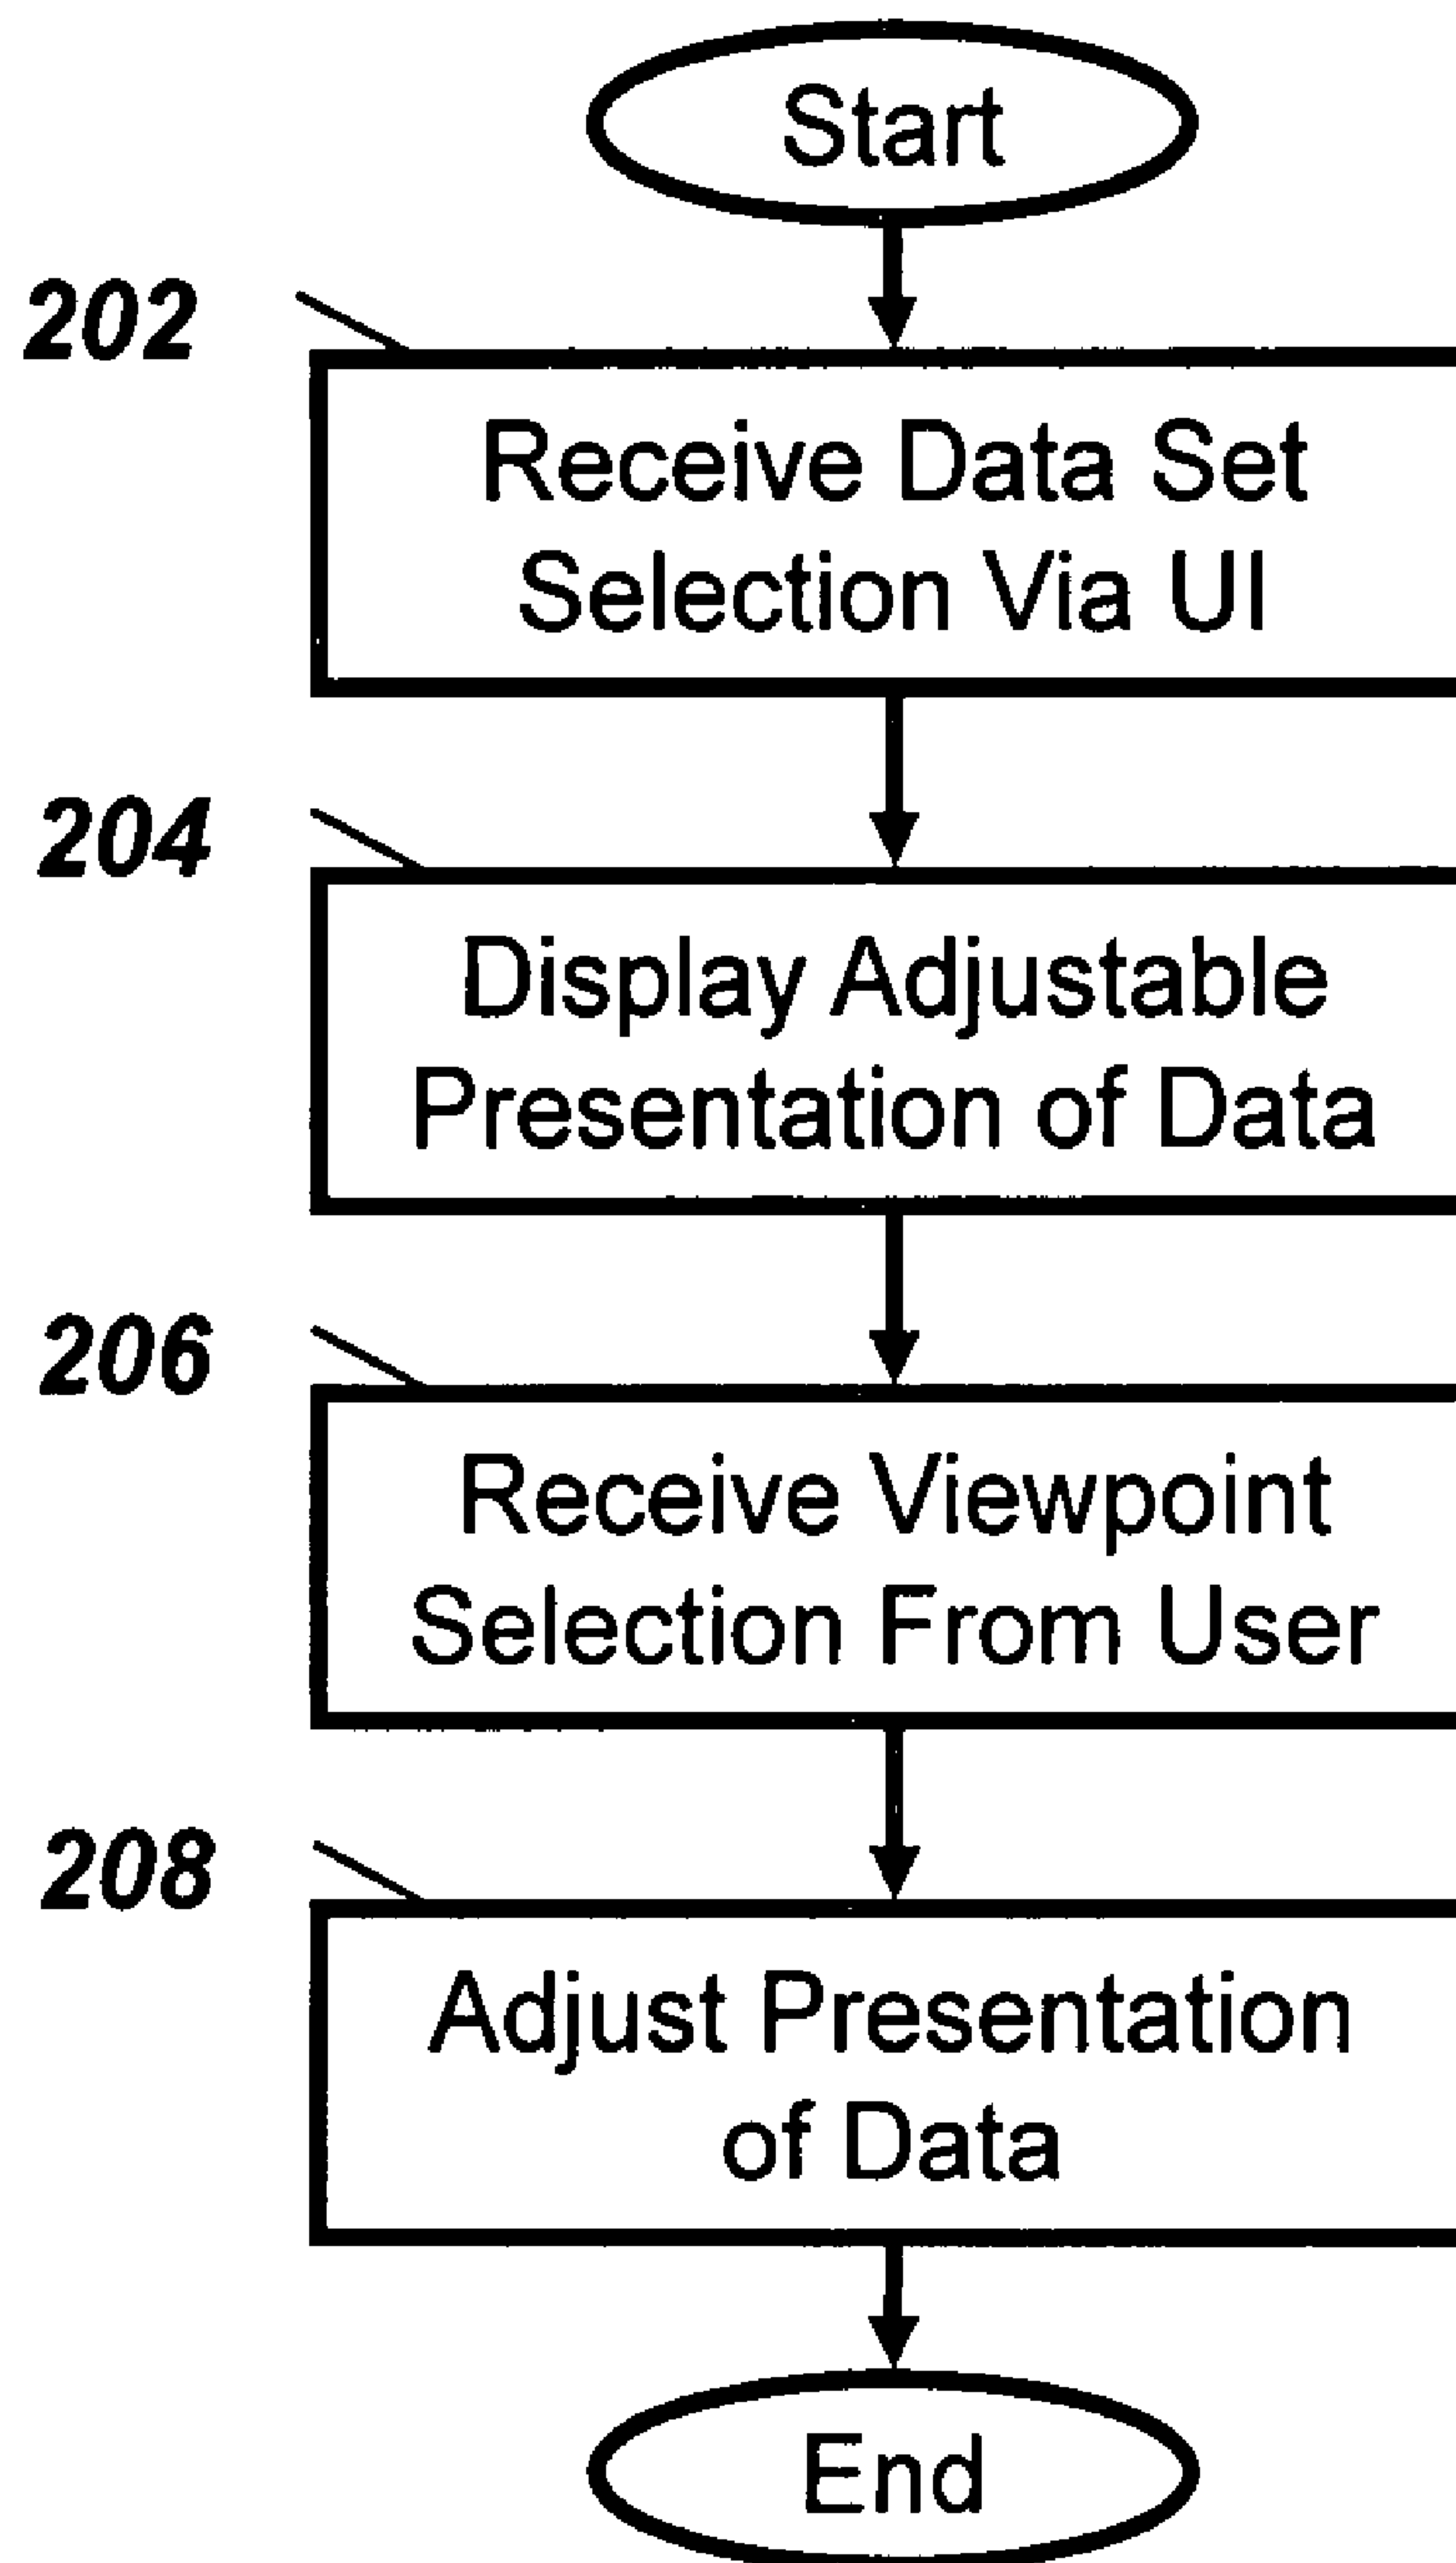 Start
202
Receive Data Set
Selection Via UI
204
Display Adjustable
Presentation of Data
206
Receive Viewpoint
Selection From User
208
Adjust Presentation
of Data
End